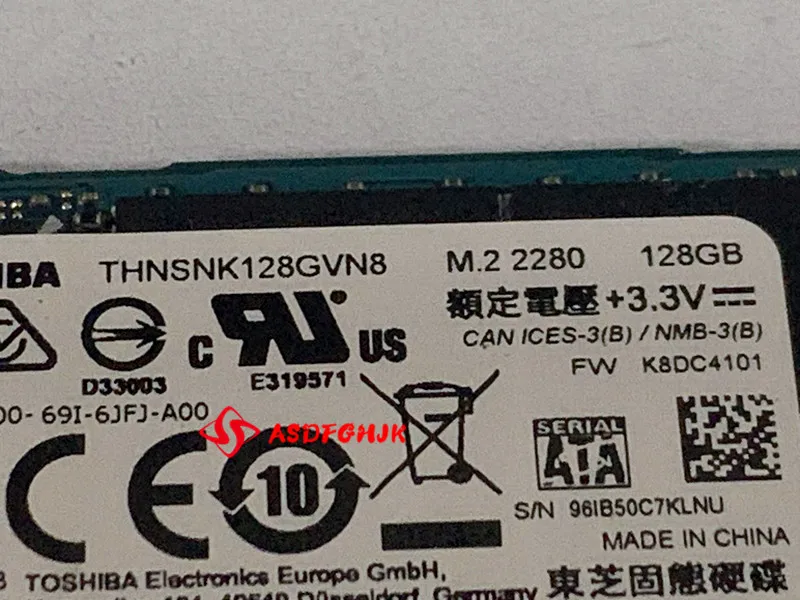 THNSNK128GVN8 M.2 2280 128GB
額定電壓 +3.3V
CAN ICES-3(B) / NMB-3(B)
c RU US
D33003
E319571
FW K8DC4101
69I-6JFJ-A00
ASDFGHJK
SERIAL
ATA
CE
10
S/N 96IB50C7KLNU
MADE IN CHINA
TOSHIBA Electronics Europe GmbH,
Düsseldorf, Germany
東芝固態硬碟